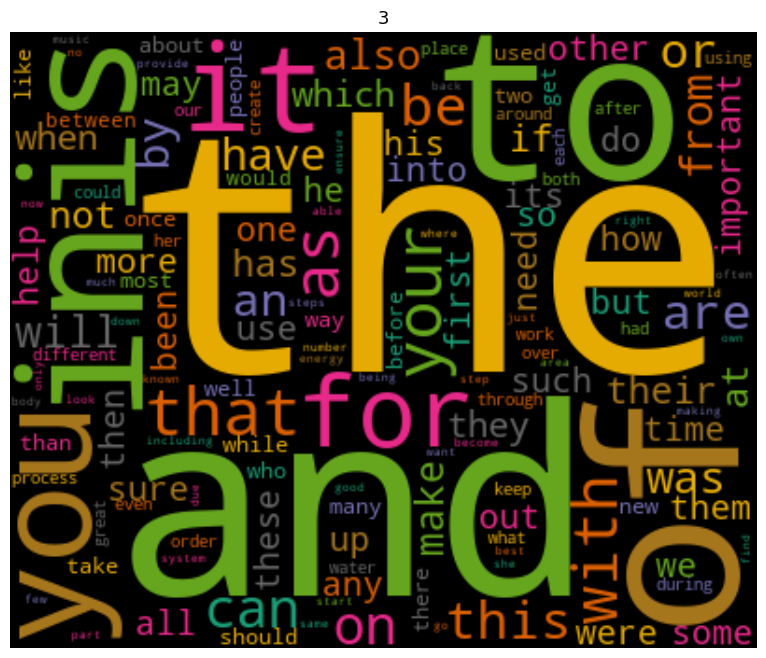 3
music
no
about
it
people
also
place
used
other
or
using
like
provide
our
create
may
which
be
back
two
get
to
in
is
between
when
by
have
his
if
around
after
do
from
important
could
would
he
into
ensure
each
both
its
now
not
once
her
the
one
as
able
so
right
how
help
more
most
has
your
where
first
need
often
world
much
an
steps
use
way
before
but
had
are
own
will
down
been
number
energy
just
work
over
area
different
only
known
well
being
step
such
their
at
body
look
that
for
through
making
you
then
they
time
than
including
while
become
of
process
sure
who
and
want
was
even
due
great
these
good
many
make
keep
out
with
new
them
order
what
best
find
take
system
up
water
she
we
during
few
any
there
can
start
same
go
this
part
all
should
on
were
some